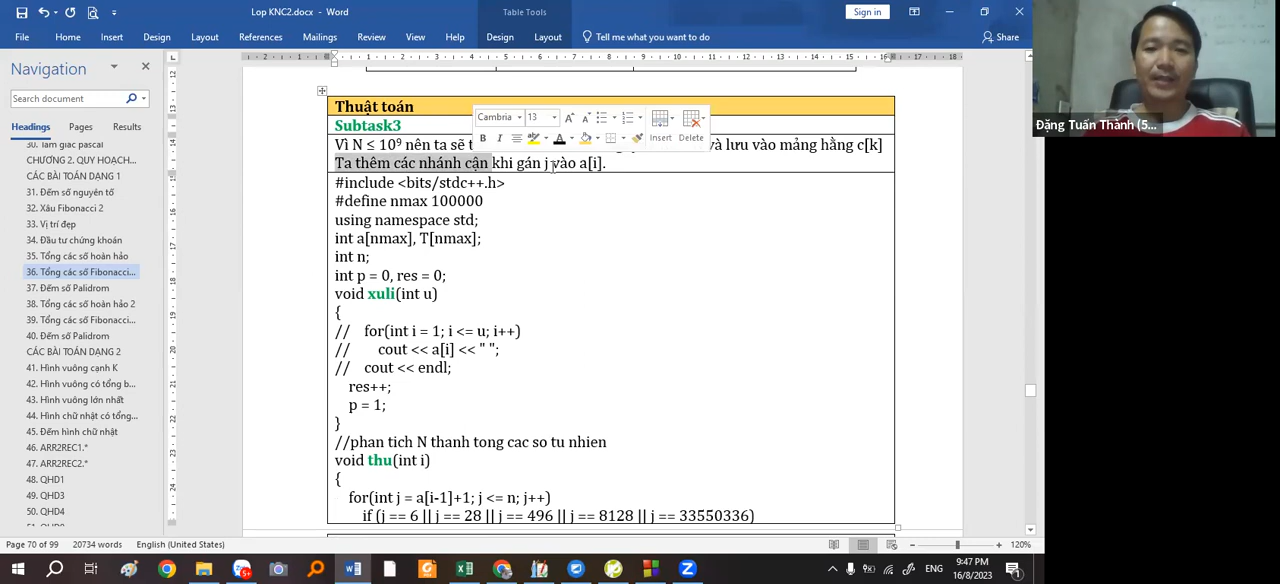 Lop KNC2.docx - Word
Table Tools
Sign in
File
Home
Insert
Design
Layout
References
Mailings
Review
View
Help
Design
Layout
Tell me what you want to do
Share
Navigation
Search document
Headings
Pages
Results
30. Tam giác pascal
CHƯƠNG 2. QUY HOẠCH...
CÁC BÀI TOÁN DẠNG 1
31. Đếm số nguyên tố
32. Xâu Fibonacci 2
33. Vị trí đẹp
34. Đầu tư chứng khoán
35. Tổng các số hoàn hảo
36. Tổng các số Fibonacci...
37. Đếm số Palidrom
38. Tổng các số hoàn hảo 2
39. Tổng các số Fibonacci...
40. Đếm số Palidrom
CÁC BÀI TOÁN DẠNG 2
41. Hình vuông cạnh K
42. Hình vuông có tổng b...
43. Hình vuông lớn nhất
44. Hình chữ nhật có tổng...
45. Đếm hình chữ nhật
46. ARR2REC1.*
47. ARR2REC2.*
48. QHD1
49. QHD3
50. QHD4
Thuật toán
Subtask3
Cambria
13
Insert
Delete
Vì N ≤ 10⁹ nên ta sẽ t
và lưu vào mảng hằng c[k]
Ta thêm các nhánh cận khi gán j vào a[i].
#include <bits/stdc++.h>
#define nmax 100000
using namespace std;
int a[nmax], T[nmax];
int n;
int p = 0, res = 0;
void xuli(int u)
{
// for(int i = 1; i <= u; i++)
// cout << a[i] << " ";
// cout << endl;
res++;
p = 1;
}
//phan tich N thanh tong cac so tu nhien
void thu(int i)
{
for(int j = a[i-1]+1; j <= n; j++)
if (j == 6 || j == 28 || j == 496 || j == 8128 || j == 33550336)
Đặng Tuấn Thành (5...
Page 70 of 99
20734 words
English (United States)
120%
ENG
9:47 PM
16/8/2023